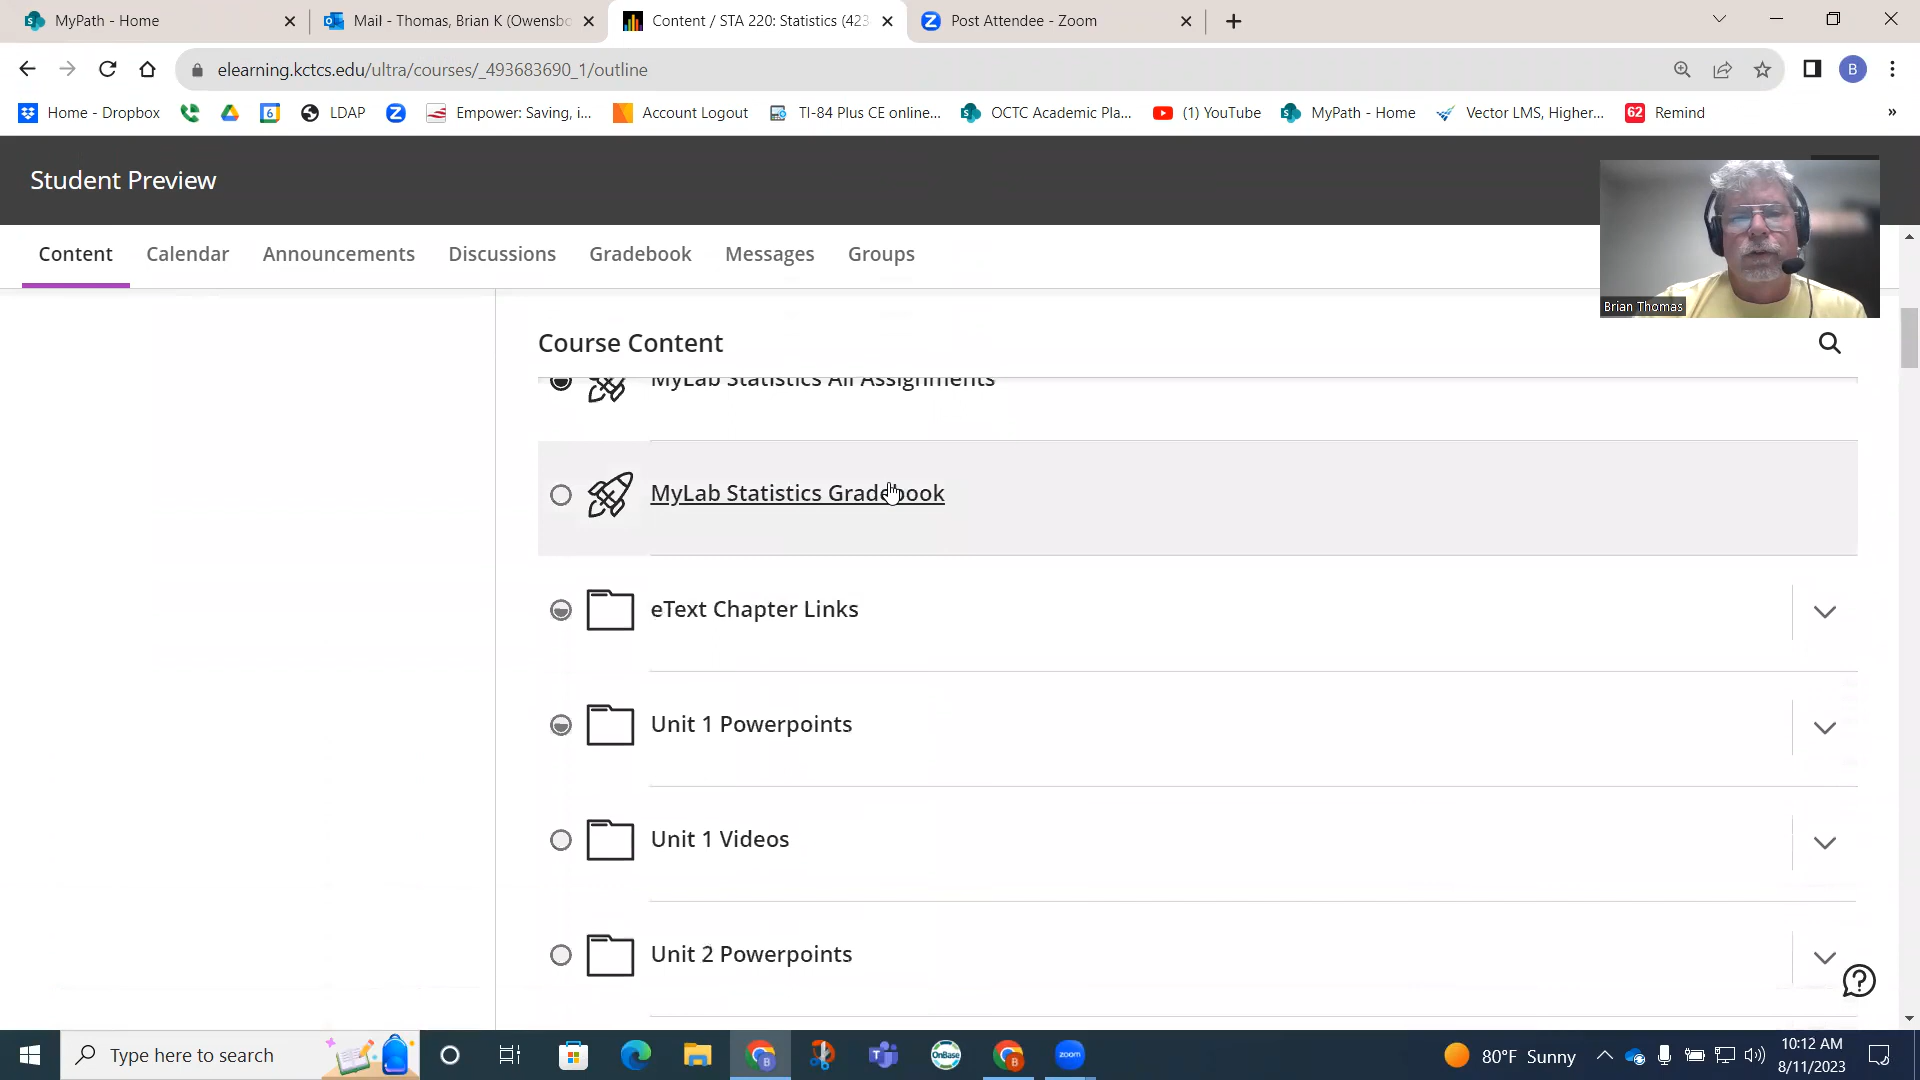 MyPath - Home
Mail - Thomas, Brian K (Owensbo
Content / STA 220: Statistics (423
Post Attendee - Zoom
elearning.kctcs.edu/ultra/courses/_493683690_1/outline
B
Home - Dropbox
LDAP
Empower: Saving, i...
Account Logout
TI-84 Plus CE online...
OCTC Academic Pla...
(1) YouTube
MyPath - Home
Vector LMS, Higher...
62 Remind
»
Student Preview
Brian Thomas
Content
Calendar
Announcements
Discussions
Gradebook
Messages
Groups
Course Content
MyLab Statistics All Assignments
MyLab Statistics Gradebook
eText Chapter Links
Unit 1 Powerpoints
Unit 1 Videos
Unit 2 Powerpoints
Type here to search
OnBase
zoom
80°F Sunny
10:12 AM
8/11/2023